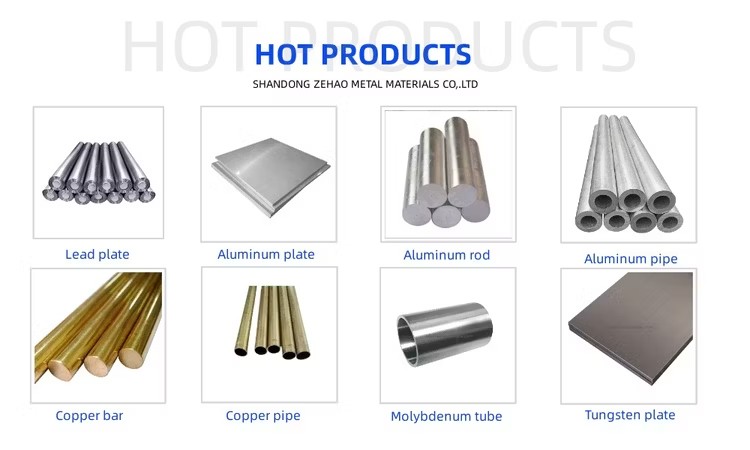 HOT PRODUCTS
HOT PRODUCTS
SHANDONG ZEHAO METAL MATERIALS CO,.LTD
Lead plate
Aluminum plate
Aluminum rod
Aluminum pipe
Copper bar
Copper pipe
Molybdenum tube
Tungsten plate